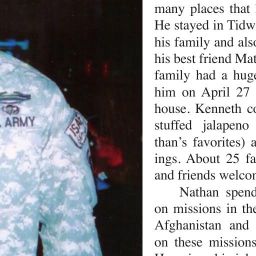 many places that
He stayed in Tidw
his family and also
his best friend Mat
family had a huge
him on April 27
house. Kenneth co
stuffed jalapeno
than's favorites) a
ings. About 25 fa
and friends welcom
Nathan spend
on missions in the
Afghanistan and
on these missions
ARMY